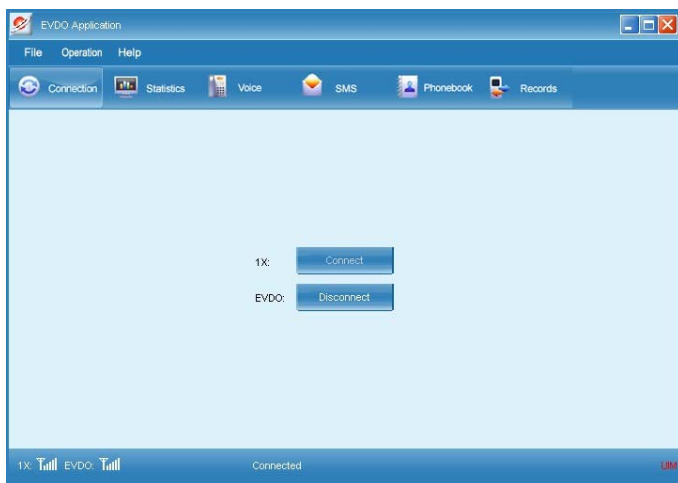 EVDO Application
File Operation Help
Connection Statistics Voice SMS Phonebook Records
1X: Connect
EVDO: Disconnect
1X: EVDO: Connected UIM